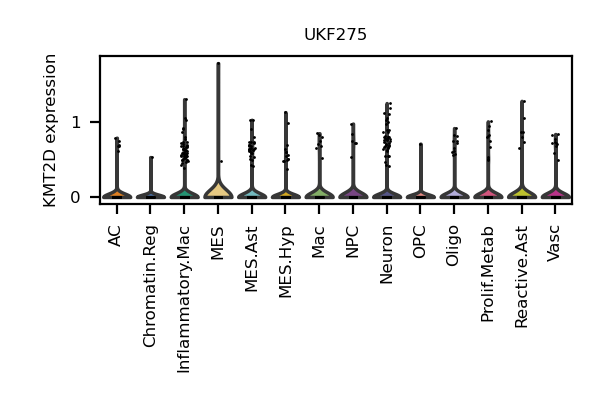 UKF275
KMT2D expression
1
0
AC
Chromatin.Reg
Inflammatory.Mac
MES
MES.Ast
MES.Hyp
Mac
NPC
Neuron
OPC
Oligo
Prolif.Metab
Reactive.Ast
Vasc